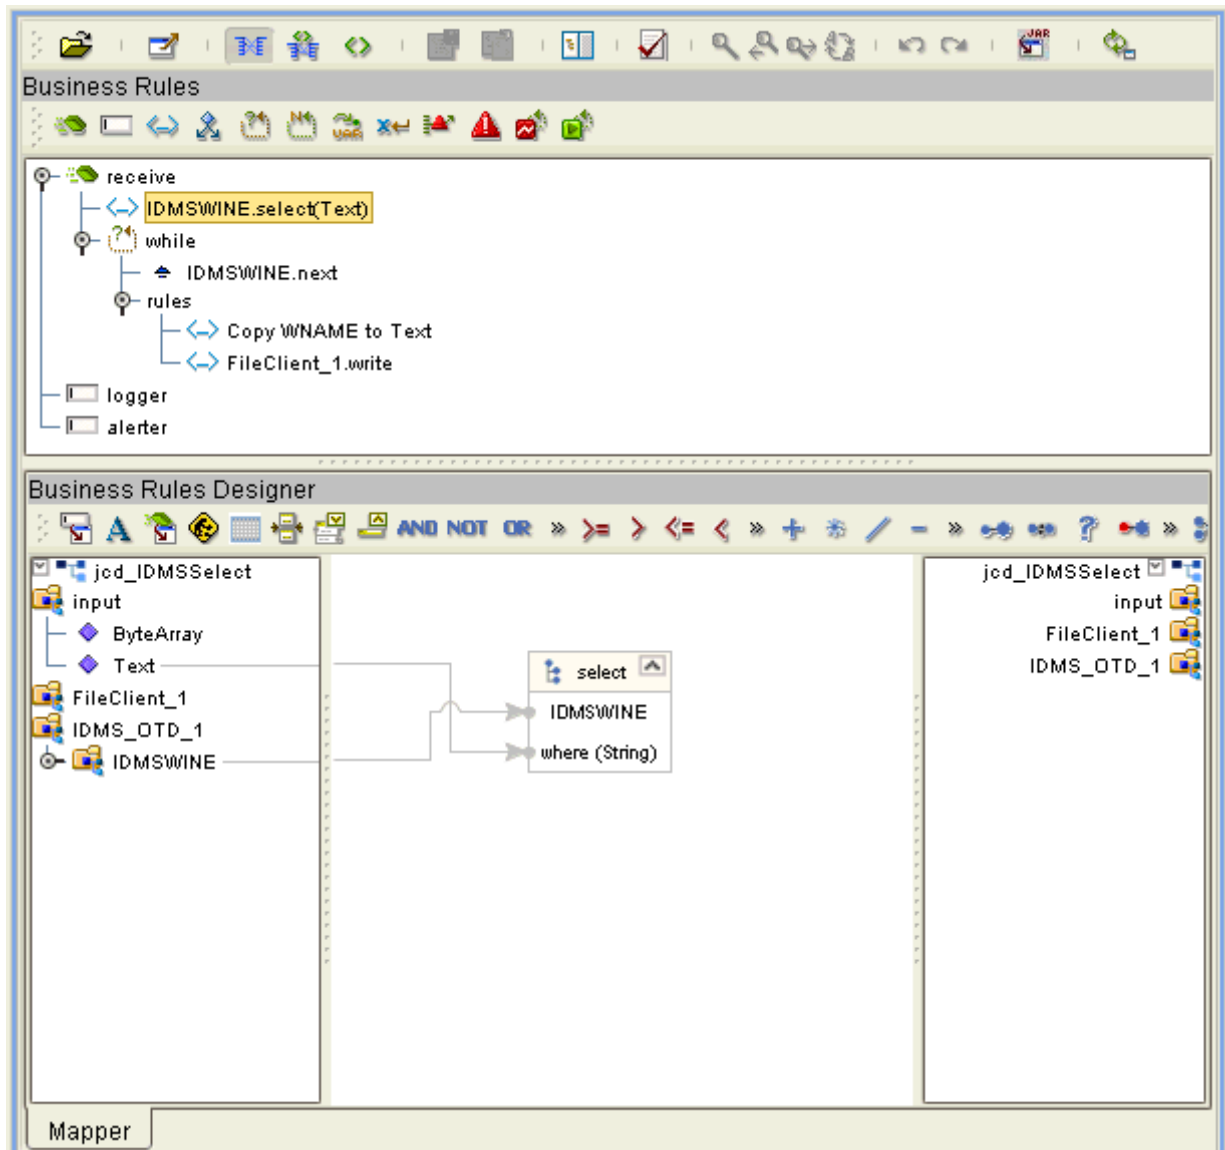 JAR
Business Rules
VAR
receive
IDMSWINE.select(Text)
while
IDMSWINE.next
rules
Copy WNAME to Text
FileClient_1.write
logger
alerter
Business Rules Designer
A AND NOT OR » >= > <= < » + * / - » ? »
jcd_IDMSSelect
input
ByteArray
Text
FileClient_1
IDMS_OTD_1
IDMSWINE
select
IDMSWINE
where (String)
jcd_IDMSSelect
input
FileClient_1
IDMS_OTD_1
Mapper